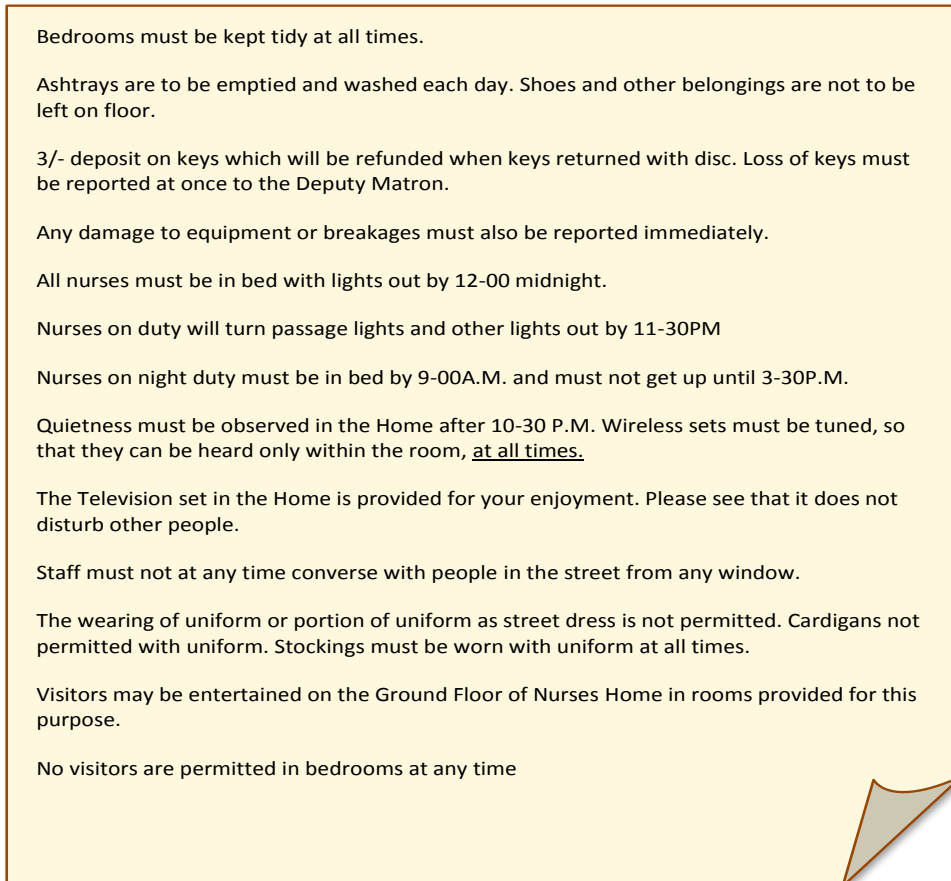 Bedrooms must be kept tidy at all times.
Ashtrays are to be emptied and washed each day. Shoes and other belongings are not to be
left on floor.
3/- deposit on keys which will be refunded when keys returned with disc. Loss of keys must
be reported at once to the Deputy Matron.
Any damage to equipment or breakages must also be reported immediately.
All nurses must be in bed with lights out by 12-00 midnight.
Nurses on duty will turn passage lights and other lights out by 11-30PM
Nurses on night duty must be in bed by 9-00A.M. and must not get up until 3-30P.M.
Quietness must be observed in the Home after 10-30 P.M. Wireless sets must be tuned, so
that they can be heard only within the room, at all times.
The Television set in the Home is provided for your enjoyment. Please see that it does not
disturb other people.
Staff must not at any time converse with people in the street from any window.
The wearing of uniform or portion of uniform as street dress is not permitted. Cardigans not
permitted with uniform. Stockings must be worn with uniform at all times.
Visitors may be entertained on the Ground Floor of Nurses Home in rooms provided for this
purpose.
No visitors are permitted in bedrooms at any time